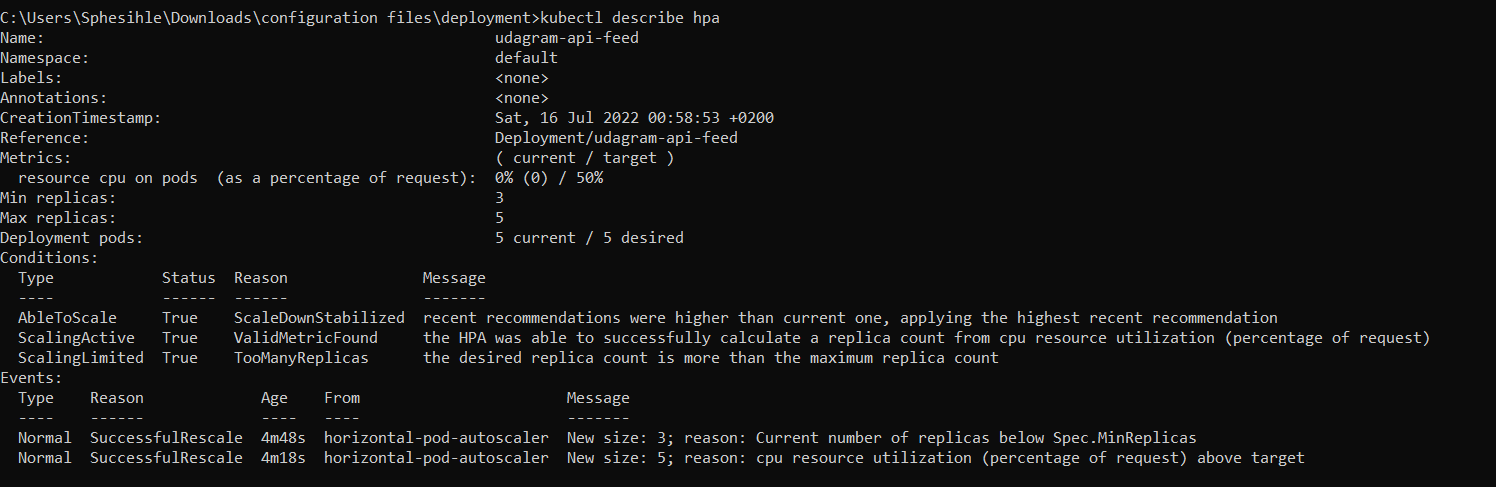 C:\Users\Sphesihle\Downloads\configuration files\deployment>kubectl describe hpa
Name:                                                  udagram-api-feed
Namespace:                                             default
Labels:                                                <none>
Annotations:                                           <none>
CreationTimestamp:                                     Sat, 16 Jul 2022 00:58:53 +0200
Reference:                                             Deployment/udagram-api-feed
Metrics:                                               ( current / target )
  resource cpu on pods  (as a percentage of request):  0% (0) / 50%
Min replicas:                                          3
Max replicas:                                          5
Deployment pods:                                       5 current / 5 desired
Conditions:
  Type            Status  Reason               Message
  ----            ------  ------               -------
  AbleToScale     True    ScaleDownStabilized  recent recommendations were higher than current one, applying the highest recent recommendation
  ScalingActive   True    ValidMetricFound     the HPA was able to successfully calculate a replica count from cpu resource utilization (percentage of request)
  ScalingLimited  True    TooManyReplicas      the desired replica count is more than the maximum replica count
Events:
  Type    Reason             Age    From                       Message
  ----    ------             ----   ----                       -------
  Normal  SuccessfulRescale  4m48s  horizontal-pod-autoscaler  New size: 3; reason: Current number of replicas below Spec.MinReplicas
  Normal  SuccessfulRescale  4m18s  horizontal-pod-autoscaler  New size: 5; reason: cpu resource utilization (percentage of request) above target